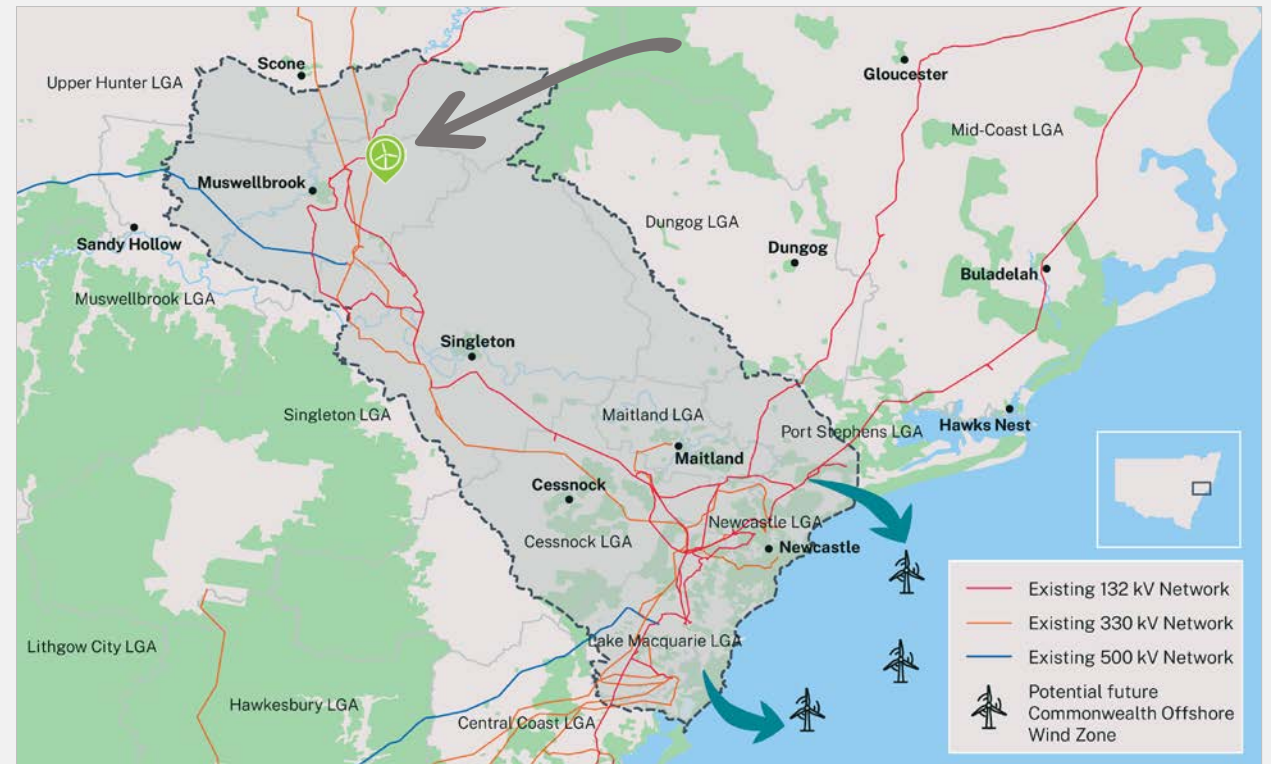 Scone
Upper Hunter LGA
Gloucester
Mid-Coast LGA
Muswellbrook
Dungog LGA
Sandy Hollow
Dungog
Buladelah
Muswellbrook LGA
Singleton
Singleton LGA
Maitland LGA
Port Stephens LGA
Hawks Nest
Maitland
Cessnock
Newcastle LGA
Cessnock LGA
Newcastle
Existing 132 kV Network
Existing 330 kV Network
Lake Macquarie LGA
Lithgow City LGA
Existing 500 kV Network
Potential future
Commonwealth Offshore
Wind Zone
Hawkesbury LGA
Central Coast LGA